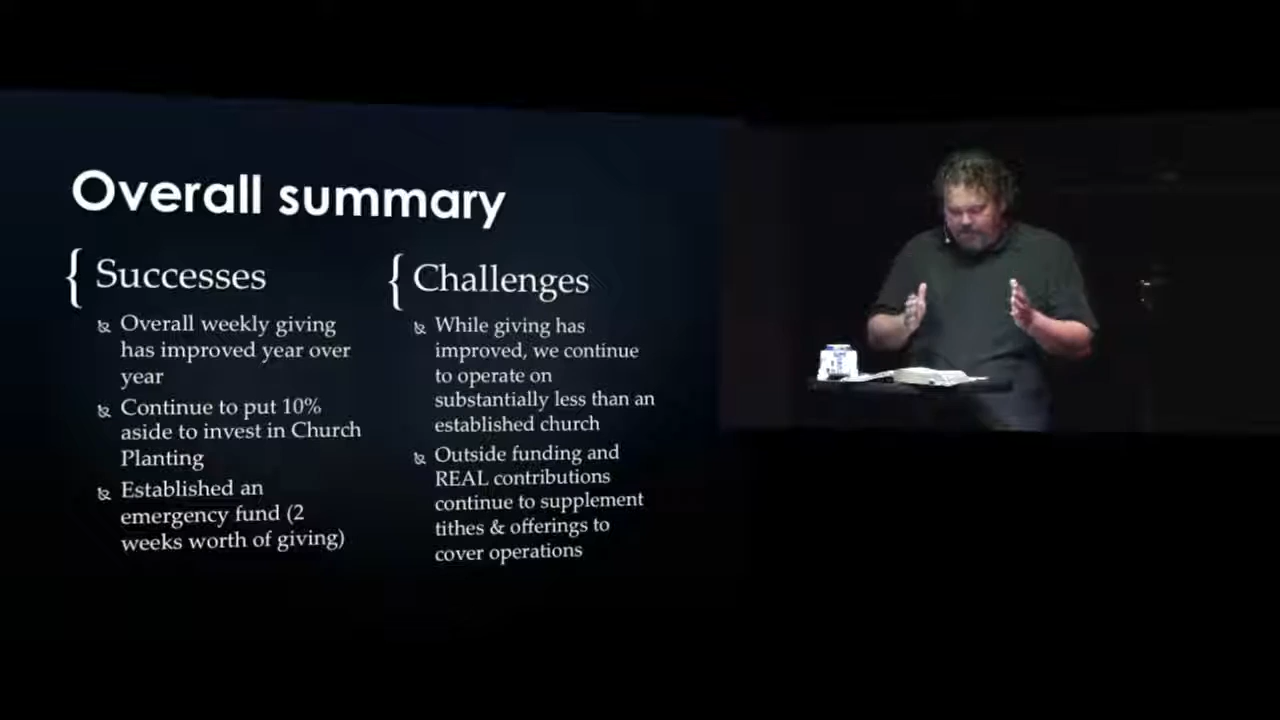 Overall summary
{ Successes
Overall weekly giving
has improved year over
year
Continue to put 10%
aside to invest in Church
Planting
Established an
emergency fund (2
weeks worth of giving)
{ Challenges
While giving has
improved, we continue
to operate on
substantially less than an
established church
Outside funding and
REAL contributions
continue to supplement
tithes & offerings to
cover operations